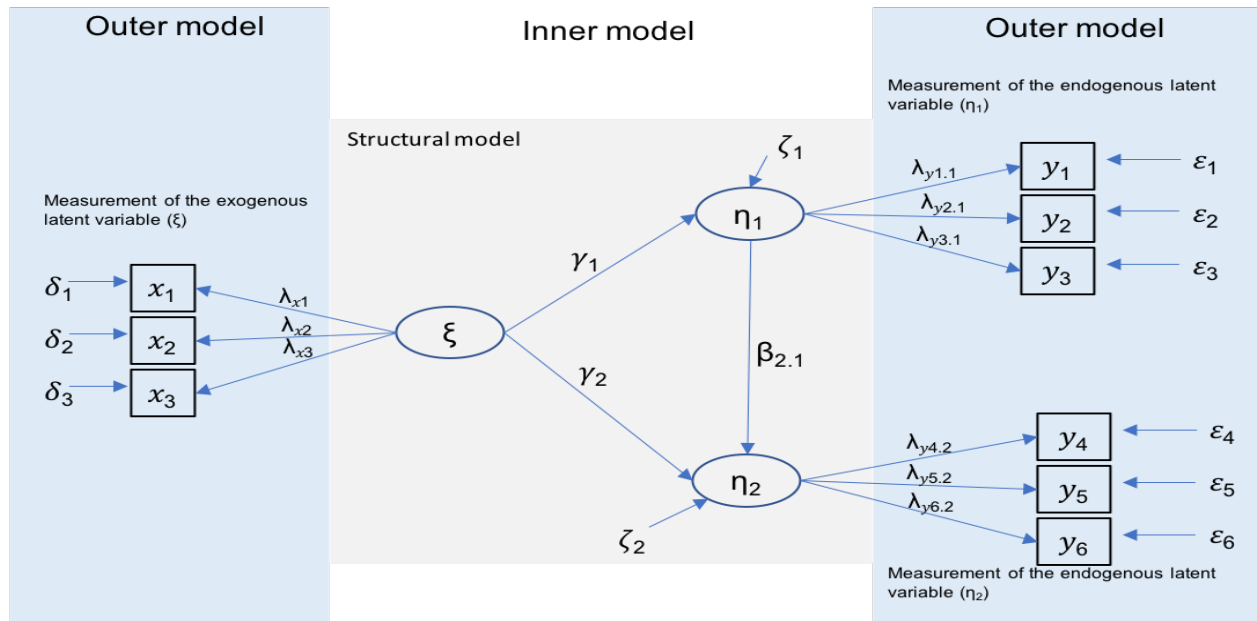 Outer model
Inner model
Outer model
Measurement of the endogenous latent
variable (η₁)
Structural model
ζ₁
λy1.1
y₁
ε₁
Measurement of the exogenous
latent variable (ξ)
η₁
λy2.1
y₂
ε₂
λy3.1
y₃
ε₃
γ₁
δ₁
x₁
λx1
δ₂
x₂
λx2
ξ
δ₃
x₃
λx3
β₂.₁
γ₂
λy4.2
y₄
ε₄
η₂
λy5.2
y₅
ε₅
λy6.2
y₆
ε₆
ζ₂
Measurement of the endogenous latent
variable (η₂)